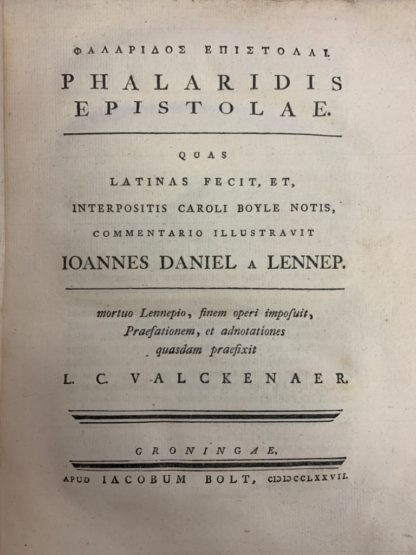 ΦΑΛΑΡΙΔΟΣ ΕΠΙΣΤΟΛΑΙ.
PHALARIDIS
EPISTOLAE.
QUAS
LATINAS FECIT, ET,
INTERPOSITIS CAROLI BOYLE NOTIS,
COMMENTARIO ILLUSTRAVIT
IOANNES DANIEL A LENNEP.
mortuo Lennepio, finem operi impoſuit,
Praefationem, et adnotationes
quasdam praefixit
L. C. VALCKENAER.
GRONINGAE,
APUD IACOBUM BOLT, CIↃIↃCCLXXVII.